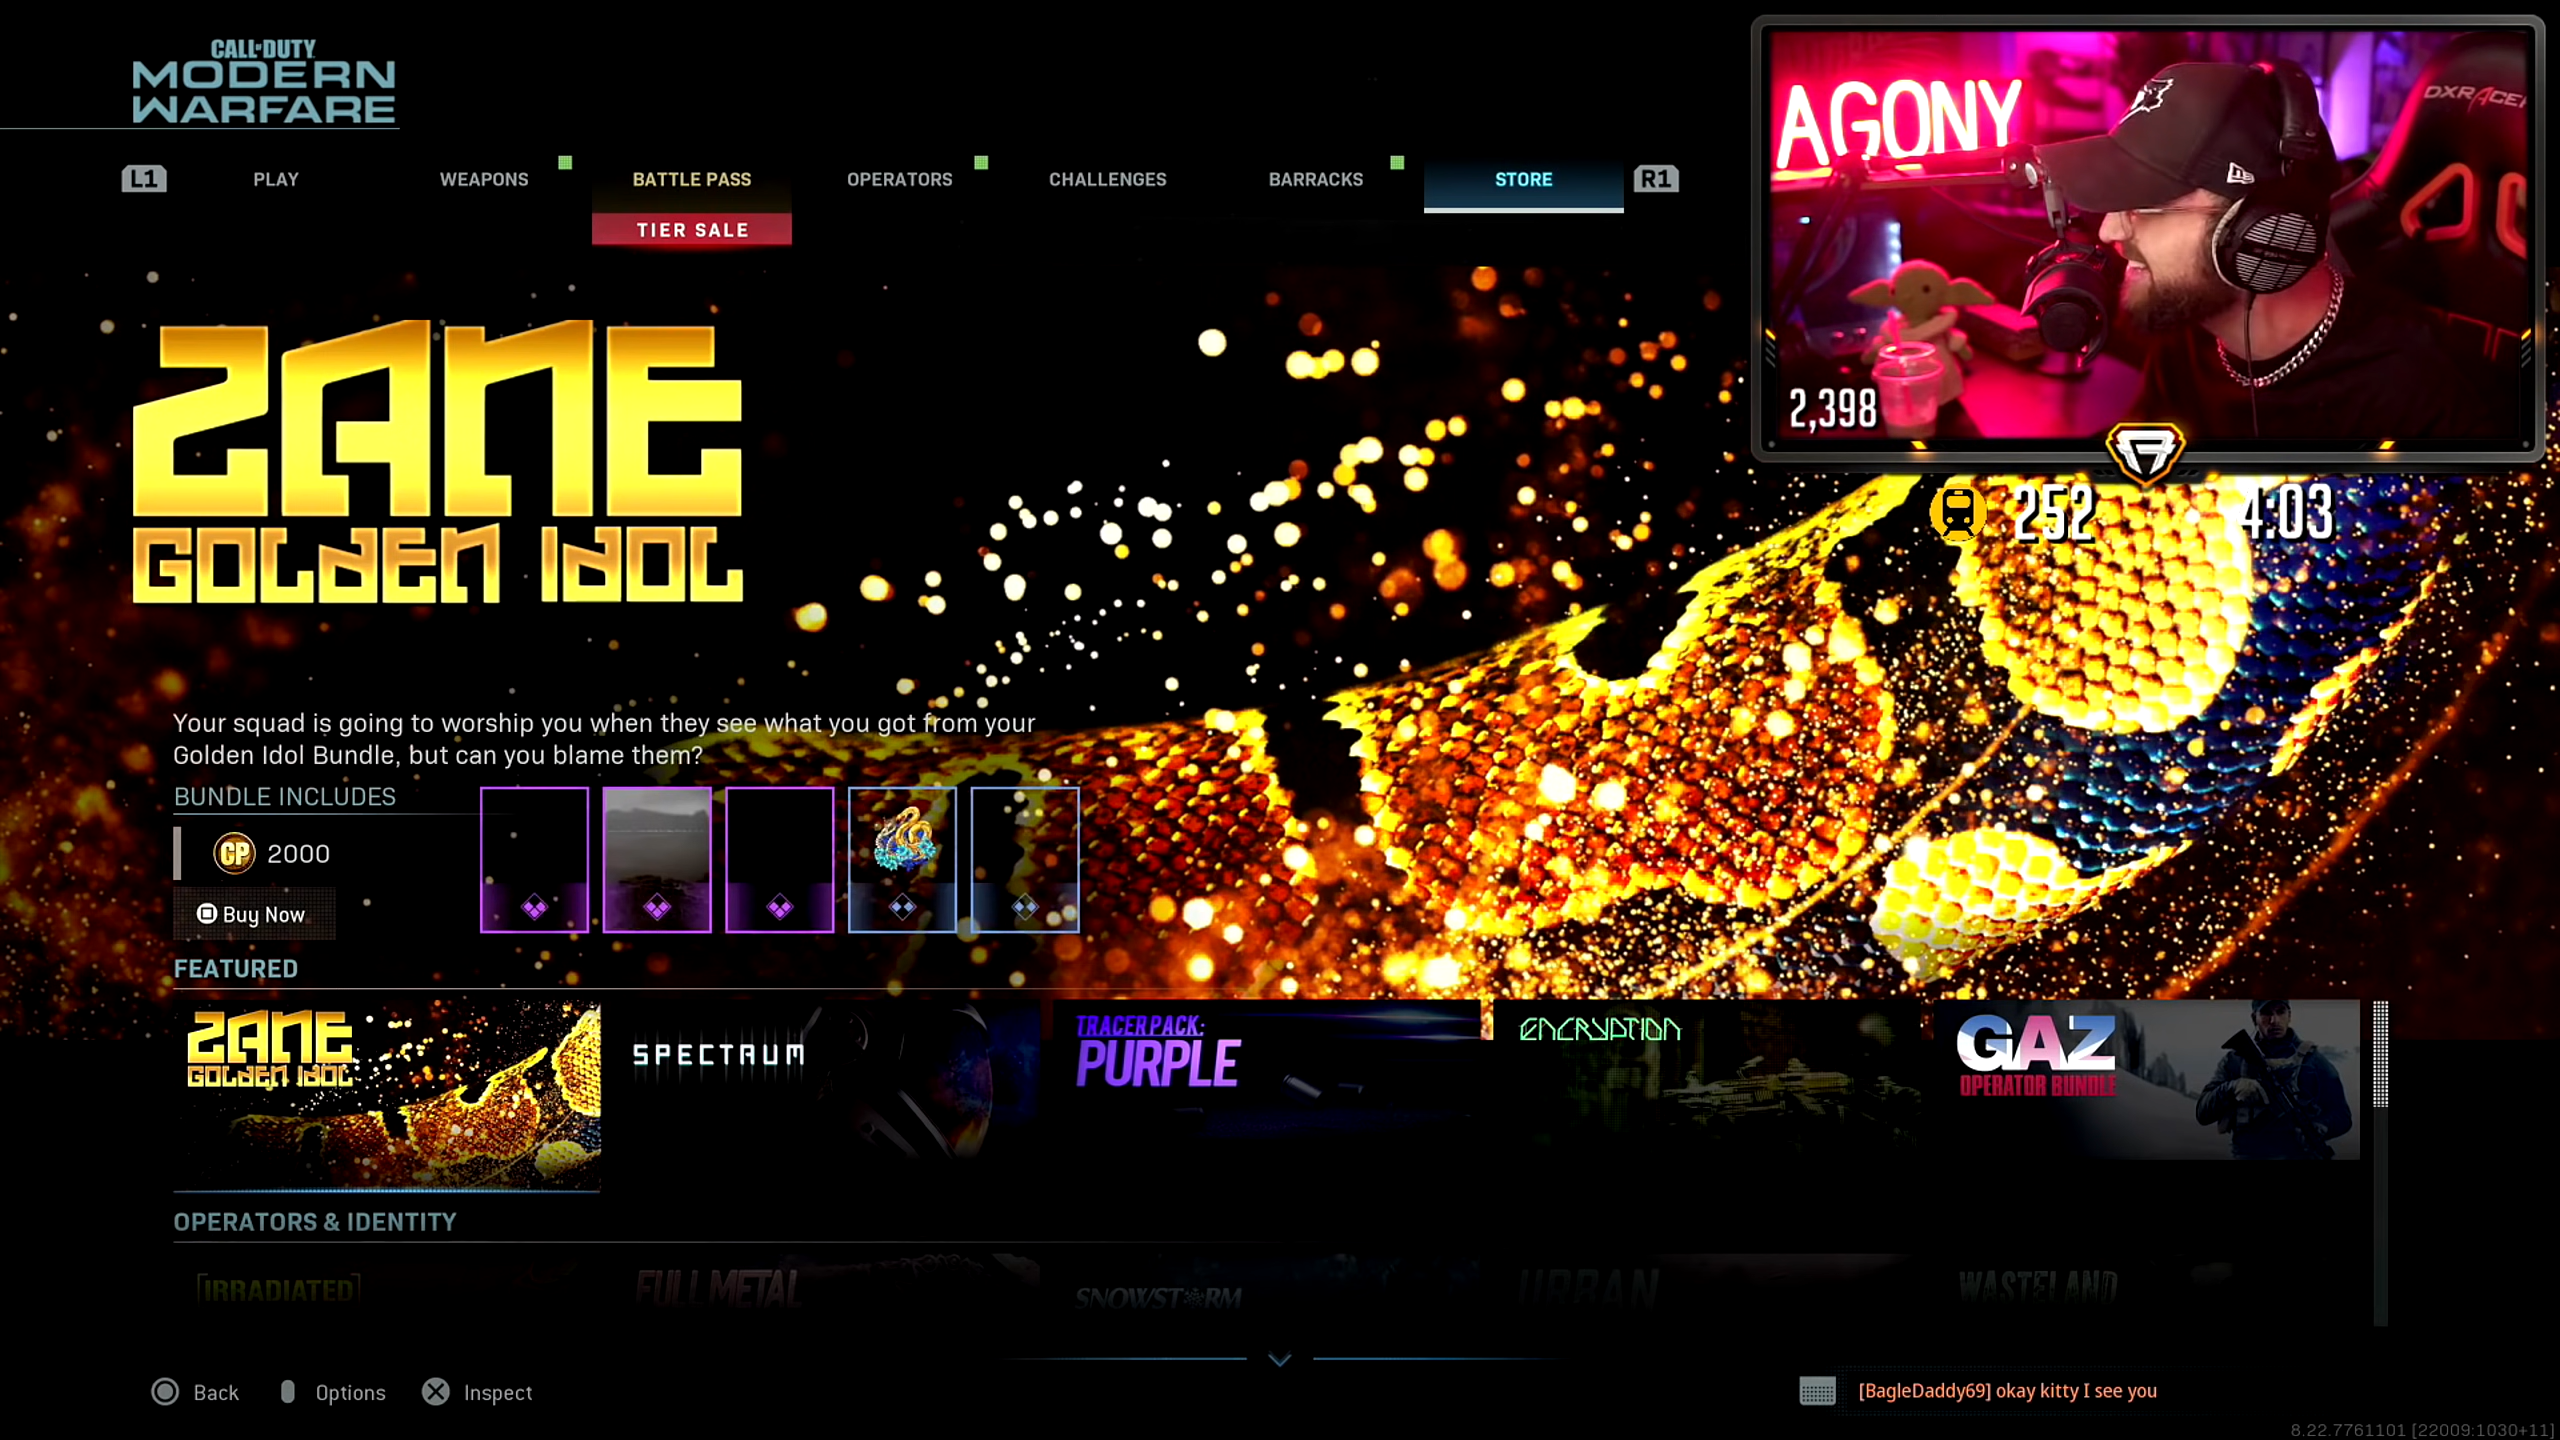 CALL OF DUTY
MODERN
WARFARE
AGONY
DXRACER
L1
PLAY
WEAPONS
BATTLE PASS
OPERATORS
CHALLENGES
BARRACKS
STORE
R1
TIER SALE
2,398
252
4:03
ZANE
GOLDEN IDOL
Your squad is going to worship you when they see what you got from your
Golden Idol Bundle, but can you blame them?
BUNDLE INCLUDES
CP 2000
Buy Now
FEATURED
ZANE
GOLDEN IDOL
SPECTRUM
TRACER PACK:
PURPLE
ENCRYPTION
GAZ
OPERATOR BUNDLE
OPERATORS & IDENTITY
[IRRADIATED]
FULL METAL
SNOWSTORM
URBAN
WASTELAND
Back
Options
Inspect
[BagleDaddy69] okay kitty I see you
8.22.7761101 [22009:1030+11]